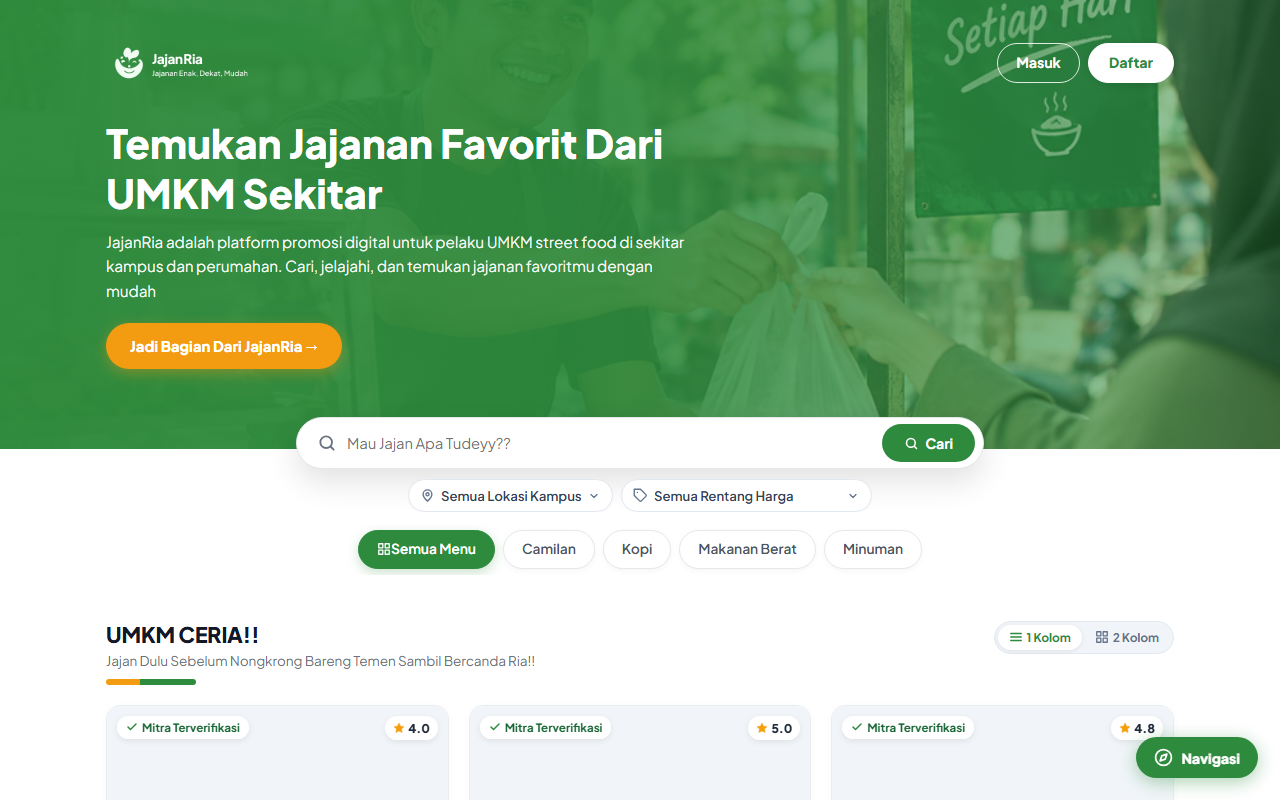 Setiap Hari
JajanRia
Jajanan Enak, Dekat, Mudah
Masuk
Daftar
Temukan Jajanan Favorit Dari
UMKM Sekitar
JajanRia adalah platform promosi digital untuk pelaku UMKM street food di sekitar
kampus dan perumahan. Cari, jelajahi, dan temukan jajanan favoritmu dengan
mudah
Jadi Bagian Dari JajanRia →
Mau Jajan Apa Tudeyy??
Cari
Semua Lokasi Kampus
Semua Rentang Harga
Semua Menu
Camilan
Kopi
Makanan Berat
Minuman
UMKM CERIA!!
1 Kolom
2 Kolom
Jajan Dulu Sebelum Nongkrong Bareng Temen Sambil Bercanda Ria!!
Mitra Terverifikasi
4.0
Mitra Terverifikasi
5.0
Mitra Terverifikasi
4.8
Navigasi